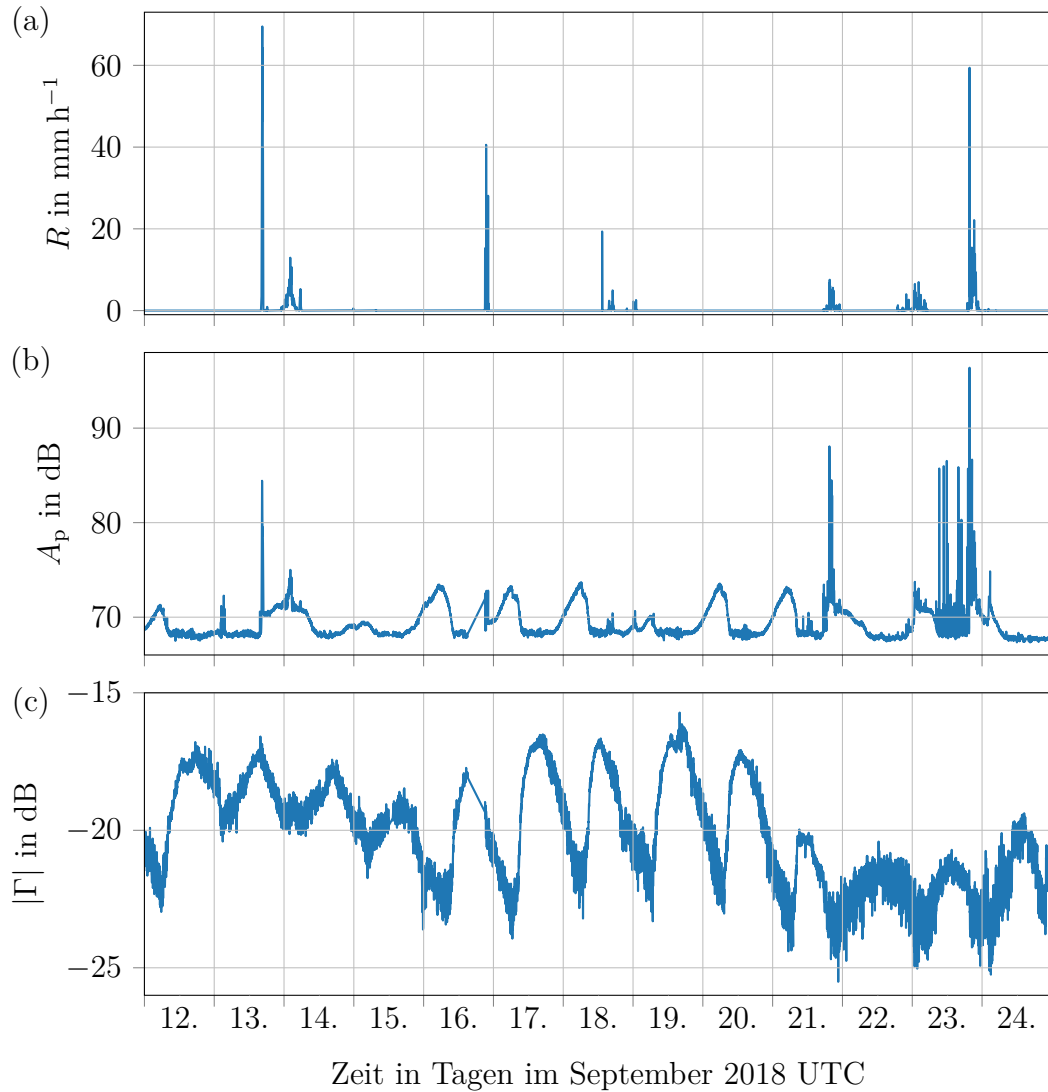 (a)
R in mm h⁻¹
60
40
20
0
(b)
Aₚ in dB
90
80
70
(c)
|Γ| in dB
−15
−20
−25
12. 13. 14. 15. 16. 17. 18. 19. 20. 21. 22. 23. 24.
Zeit in Tagen im September 2018 UTC